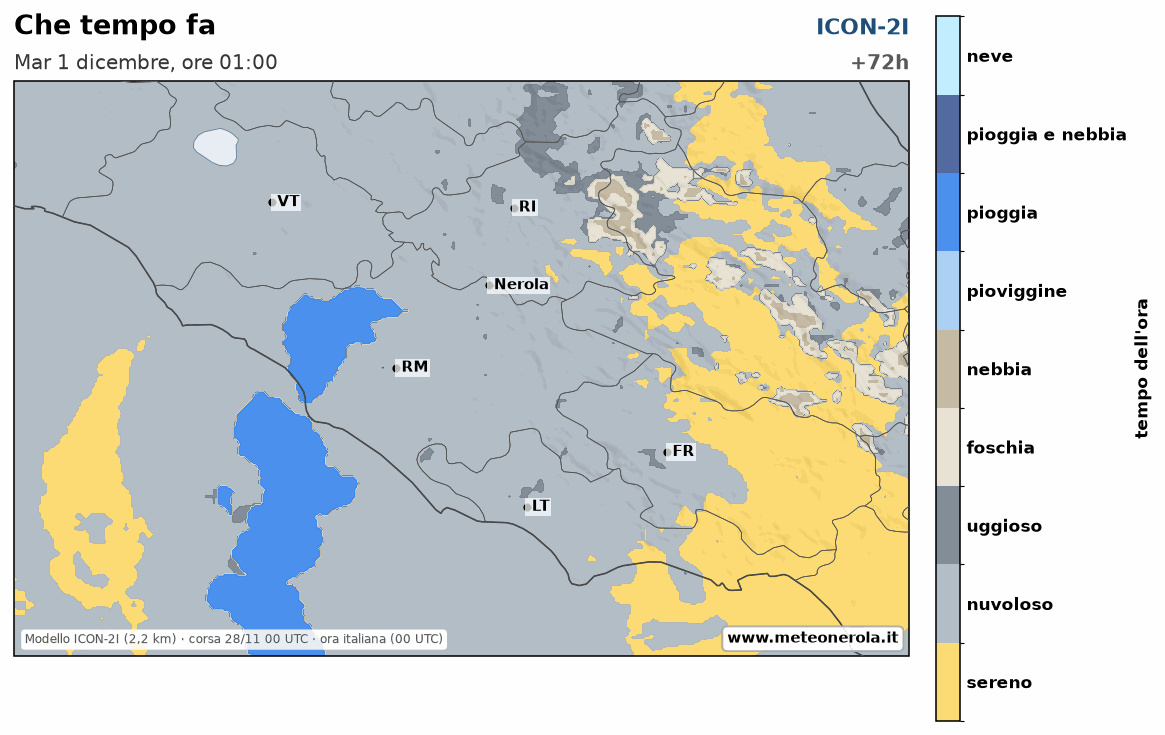 Che tempo fa
ICON-2I
Mar 1 dicembre, ore 01:00
+72h
neve
pioggia e nebbia
pioggia
pioviggine
nebbia
foschia
uggioso
nuvoloso
sereno
tempo dell'ora
VT
RI
Nerola
RM
FR
LT
Modello ICON-2I (2,2 km) · corsa 28/11 00 UTC · ora italiana (00 UTC)
www.meteonerola.it